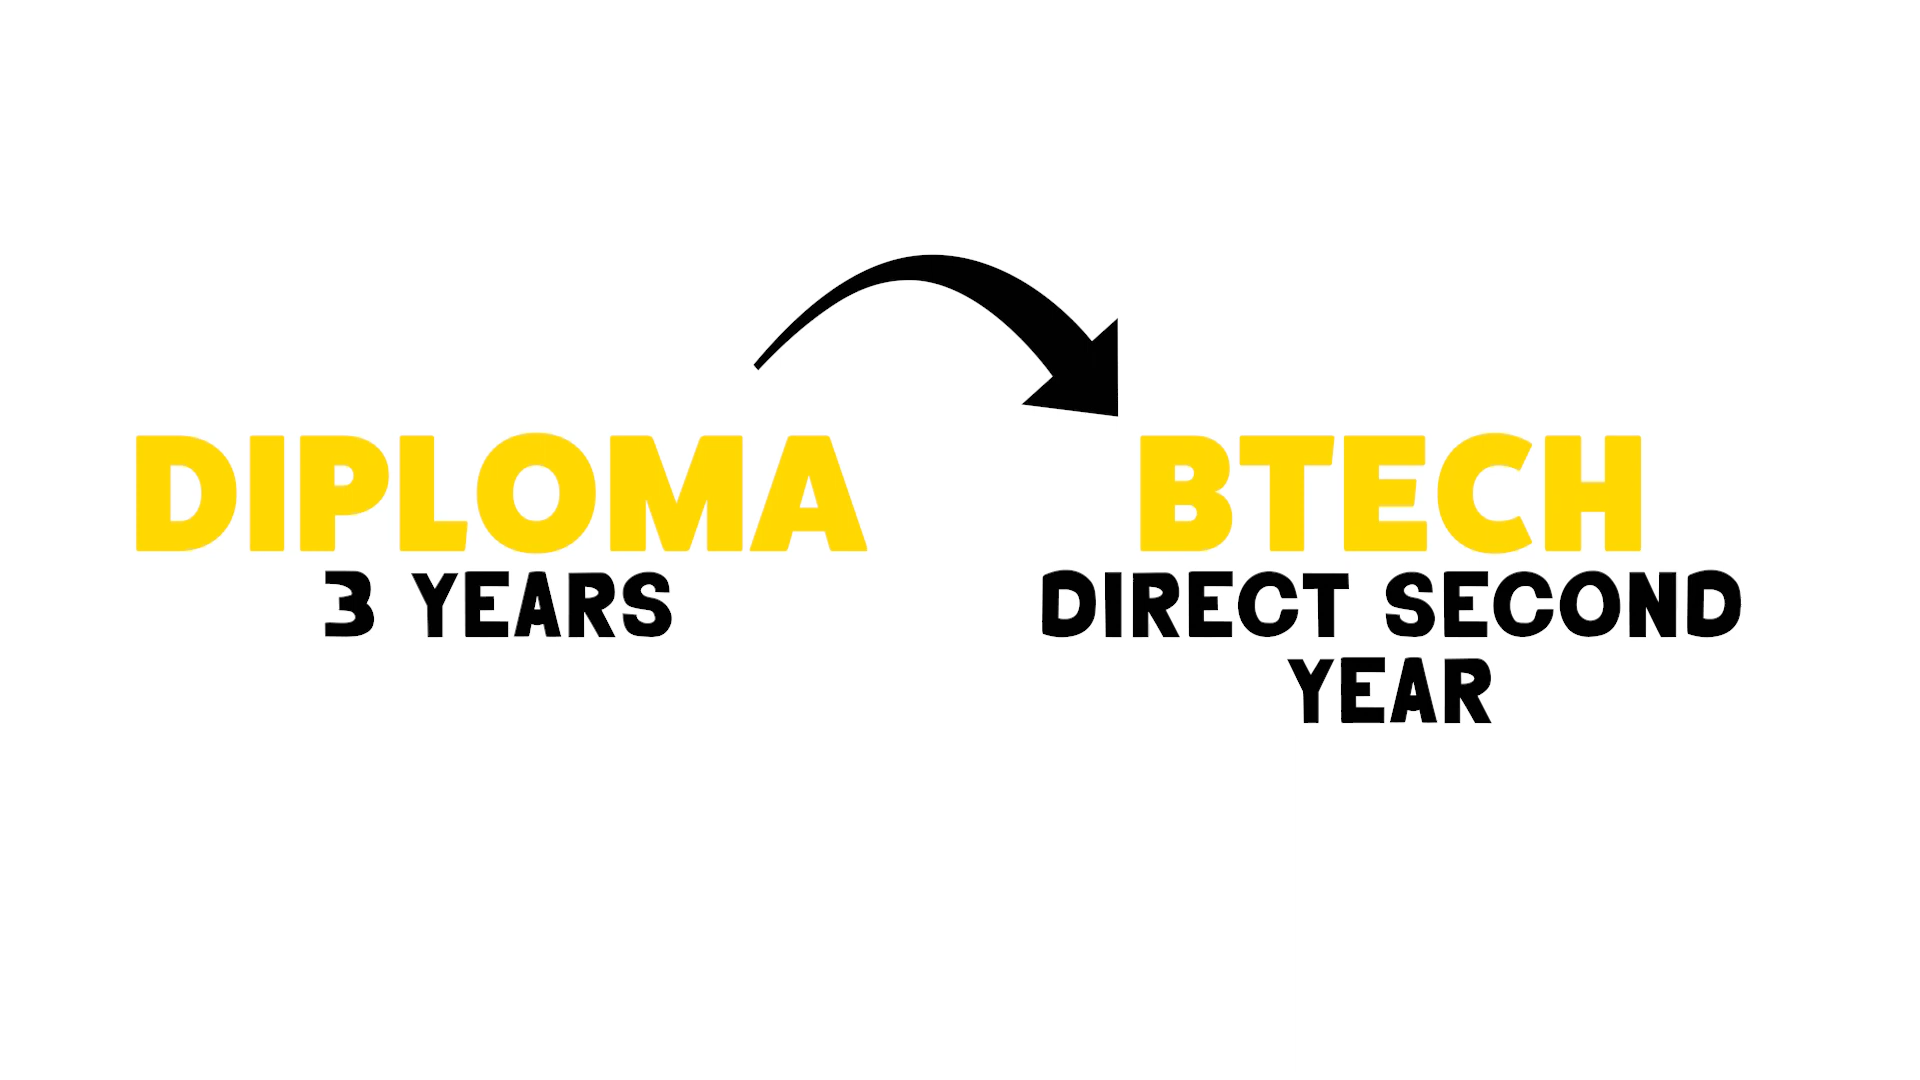 DIPLOMA
3 YEARS
BTECH
DIRECT SECOND
YEAR